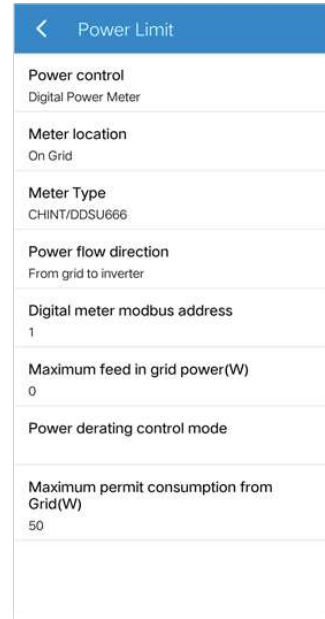 Power Limit
Power control
Digital Power Meter
Meter location
On Grid
Meter Type
CHINT/DDSU666
Power flow direction
From grid to inverter
Digital meter modbus address
1
Maximum feed in grid power(W)
0
Power derating control mode
Maximum permit consumption from
Grid(W)
50